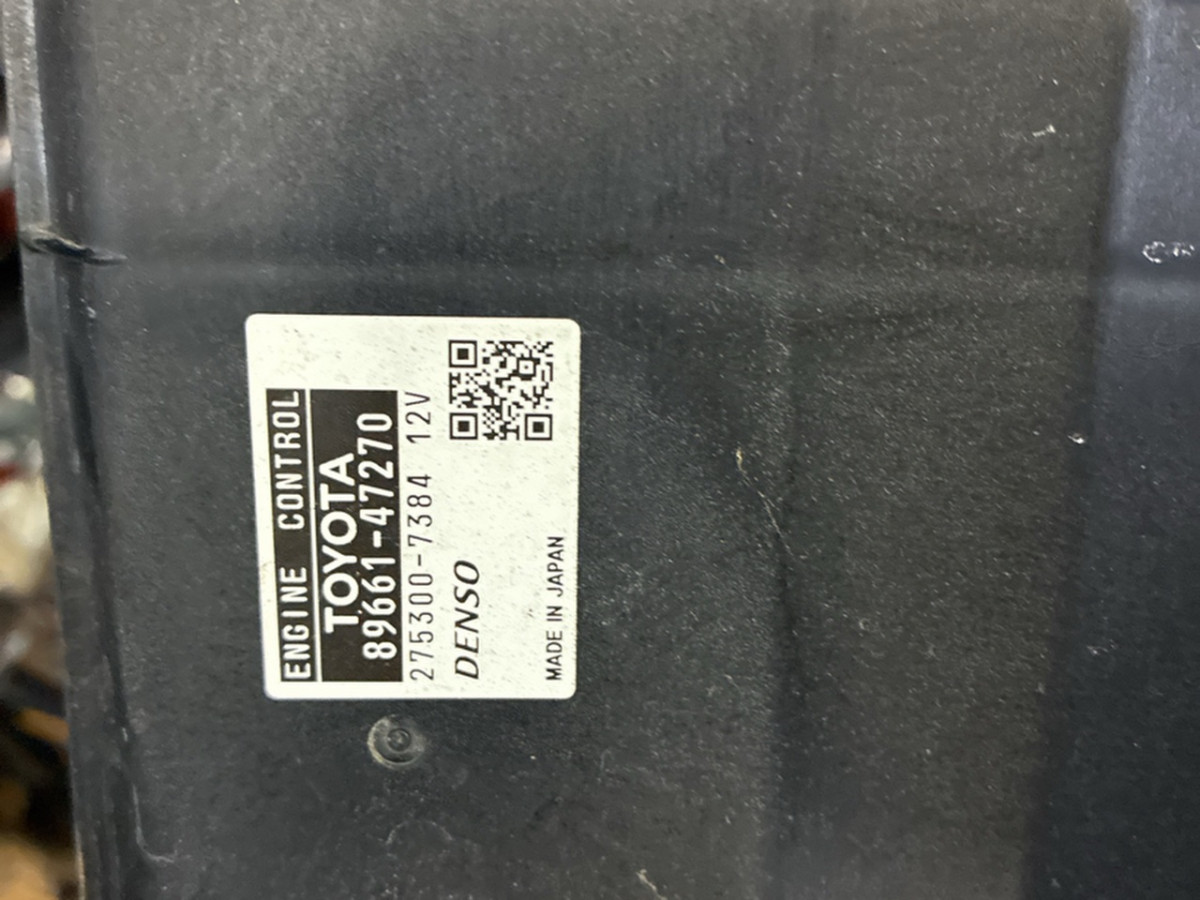 ENGINE CONTROL
TOYOTA
89661-47270
275300-7384 12V
DENSO
MADE IN JAPAN